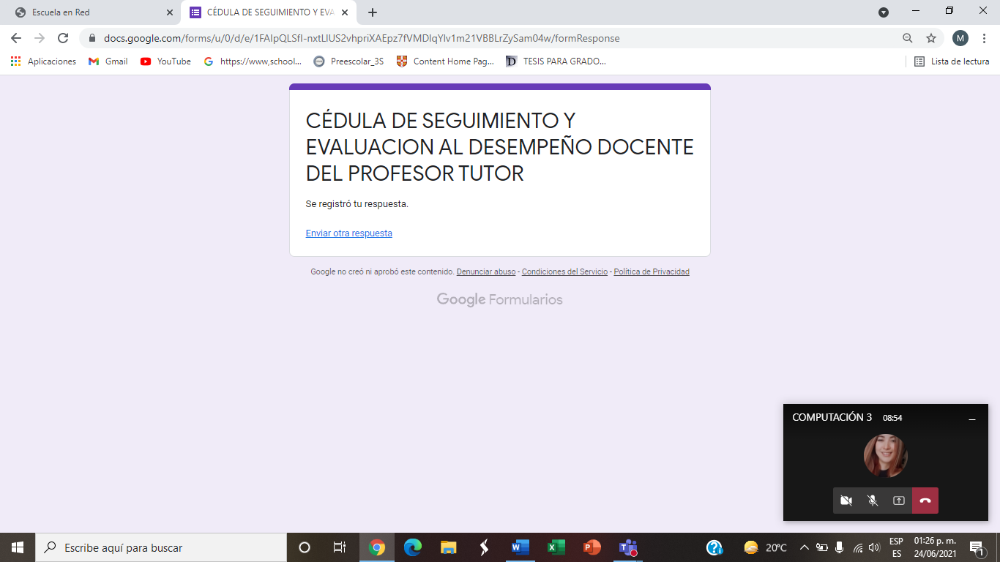 Escuela en Red
CÉDULA DE SEGUIMIENTO Y EVA
docs.google.com/forms/u/0/d/e/1FAIpQLSfI-nxtLIUS2vhpriXAEpz7fVMDlqYlv1m21VBBLrZySam04w/formResponse
M
Aplicaciones
Gmail
YouTube
https://www,school...
Preescolar_3S
Content Home Pag...
TESIS PARA GRADO...
Lista de lectura
CÉDULA DE SEGUIMIENTO Y
EVALUACION AL DESEMPEÑO DOCENTE
DEL PROFESOR TUTOR
Se registró tu respuesta.
Enviar otra respuesta
Google no creó ni aprobó este contenido. Denunciar abuso - Condiciones del Servicio - Política de Privacidad
Google Formularios
COMPUTACIÓN 3 08:54
Escribe aquí para buscar
20°C
ESP
ES
01:26 p. m.
24/06/2021
1